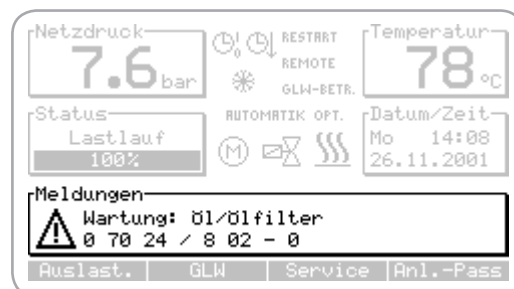 Netzdruck
7.6 bar
RESTART
REMOTE
GLW-BETR.
Temperatur
78 °C
Status
Lastlauf
100%
AUTOMATIK OPT.
M
Datum/Zeit
Mo 14:08
26.11.2001
Meldungen
Wartung: Öl/Ölfilter
0 70 24 / 8 02 - 0
Auslast. GLW Service Anl.-Pass